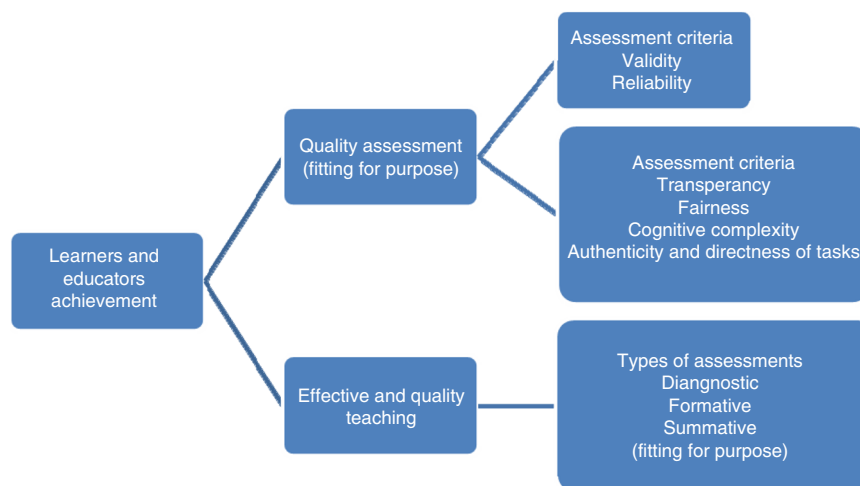 Assessment criteria
Validity
Reliability
Quality assessment
(fitting for purpose)
Assessment criteria
Transperancy
Fairness
Cognitive complexity
Authenticity and directness of tasks
Learners and
educators
achievement
Effective and quality
teaching
Types of assessments
Diangnostic
Formative
Summative
(fitting for purpose)